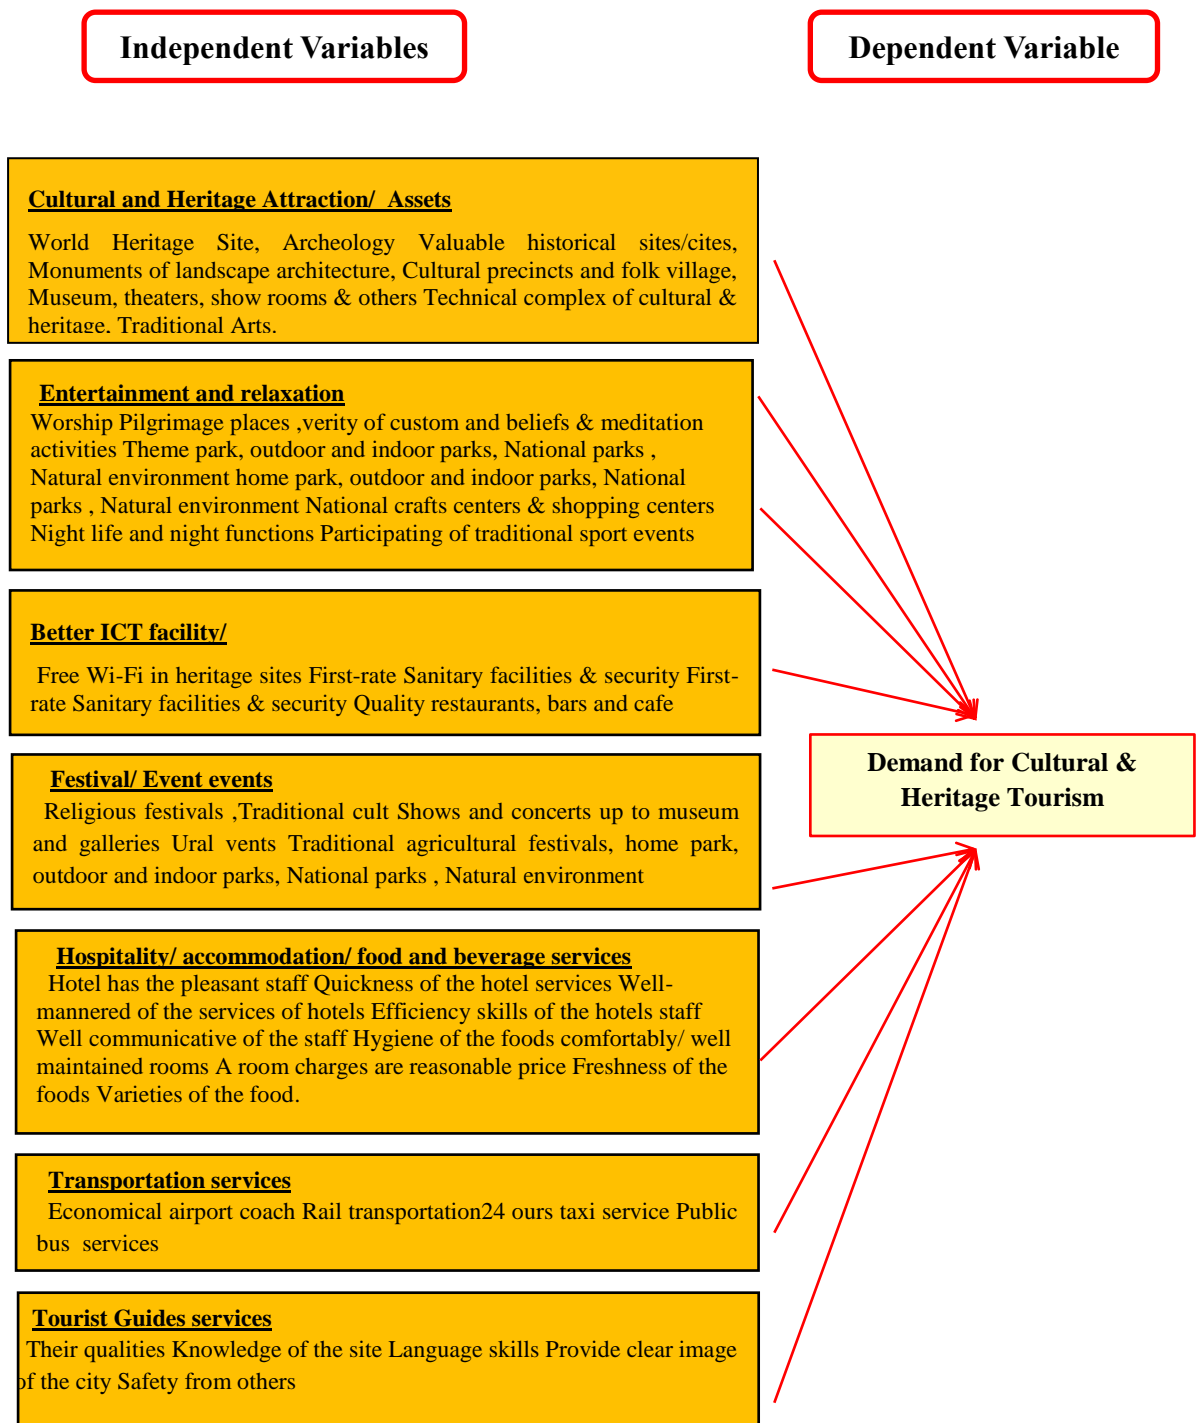 Independent Variables
Dependent Variable
Cultural and Heritage Attraction/ Assets
World Heritage Site, Archeology Valuable historical sites/cites,
Monuments of landscape architecture, Cultural precincts and folk village,
Museum, theaters, show rooms & others Technical complex of cultural &
heritage, Traditional Arts.
Entertainment and relaxation
Worship Pilgrimage places ,verity of custom and beliefs & meditation
activities Theme park, outdoor and indoor parks, National parks ,
Natural environment home park, outdoor and indoor parks, National
parks , Natural environment National crafts centers & shopping centers
Night life and night functions Participating of traditional sport events
Better ICT facility/
Free Wi-Fi in heritage sites First-rate Sanitary facilities & security First-
rate Sanitary facilities & security Quality restaurants, bars and cafe
Festival/ Event events
Religious festivals ,Traditional cult Shows and concerts up to museum
and galleries Ural vents Traditional agricultural festivals, home park,
outdoor and indoor parks, National parks , Natural environment
Hospitality/ accommodation/ food and beverage services
Hotel has the pleasant staff Quickness of the hotel services Well-
mannered of the services of hotels Efficiency skills of the hotels staff
Well communicative of the staff Hygiene of the foods comfortably/ well
maintained rooms A room charges are reasonable price Freshness of the
foods Varieties of the food.
Transportation services
Economical airport coach Rail transportation24 ours taxi service Public
bus services
Tourist Guides services
Their qualities Knowledge of the site Language skills Provide clear image
of the city Safety from others
Demand for Cultural &
Heritage Tourism